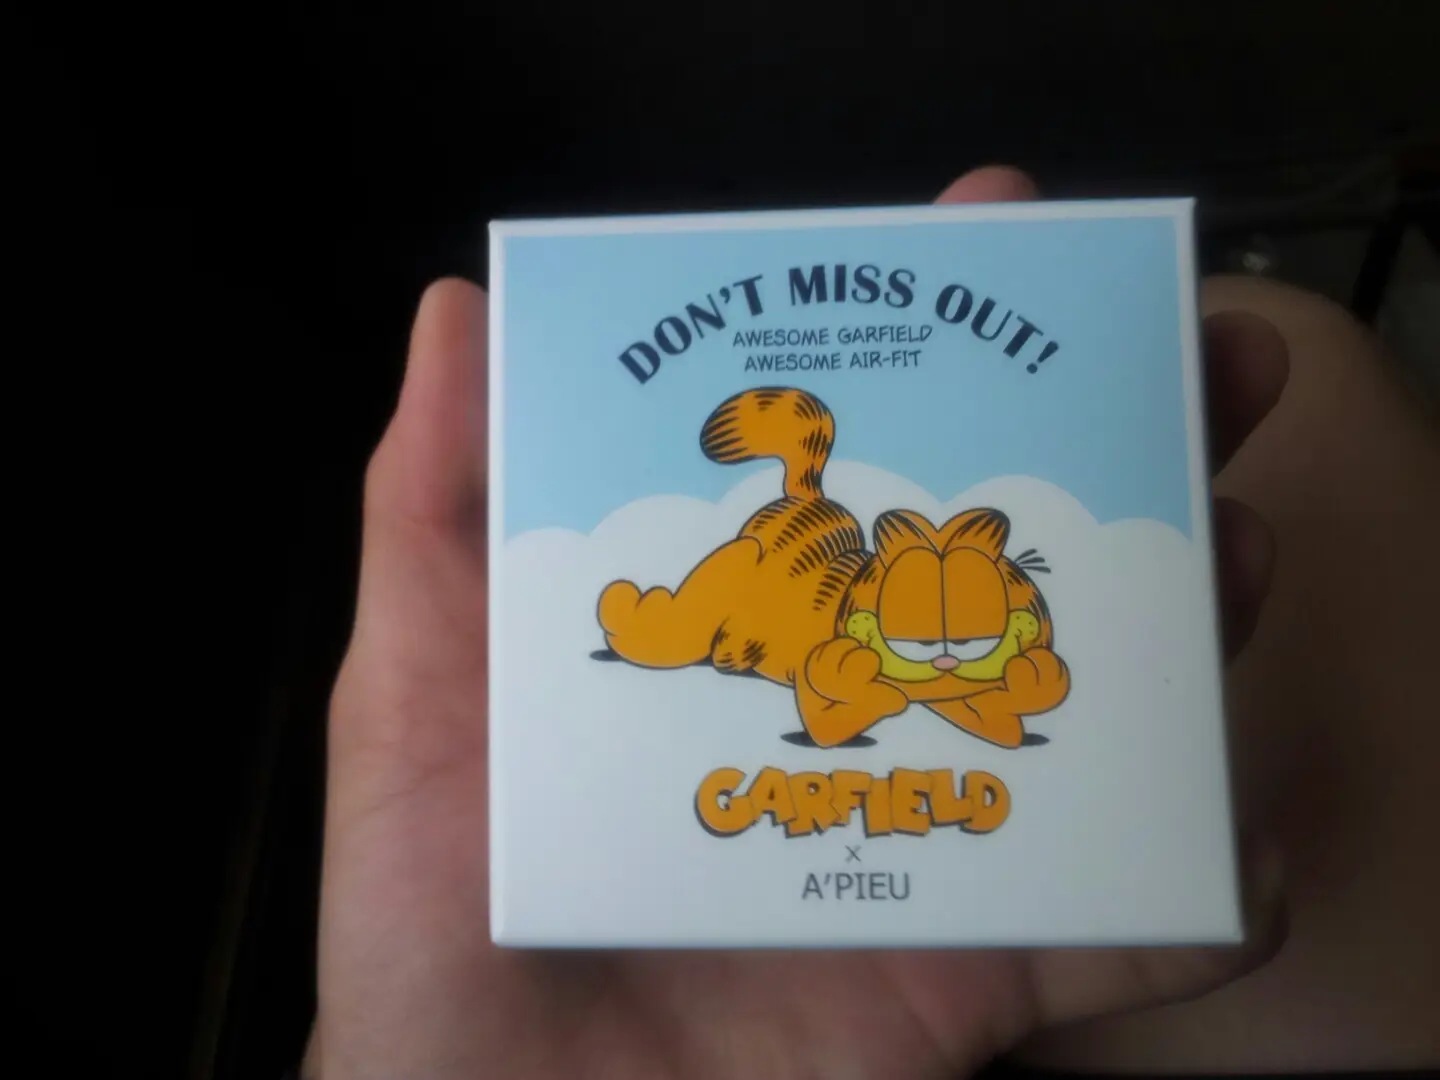 DON'T MISS OUT!
AWESOME GARFIELD
AWESOME AIR-FIT
GARFIELD
x
A'PIEU